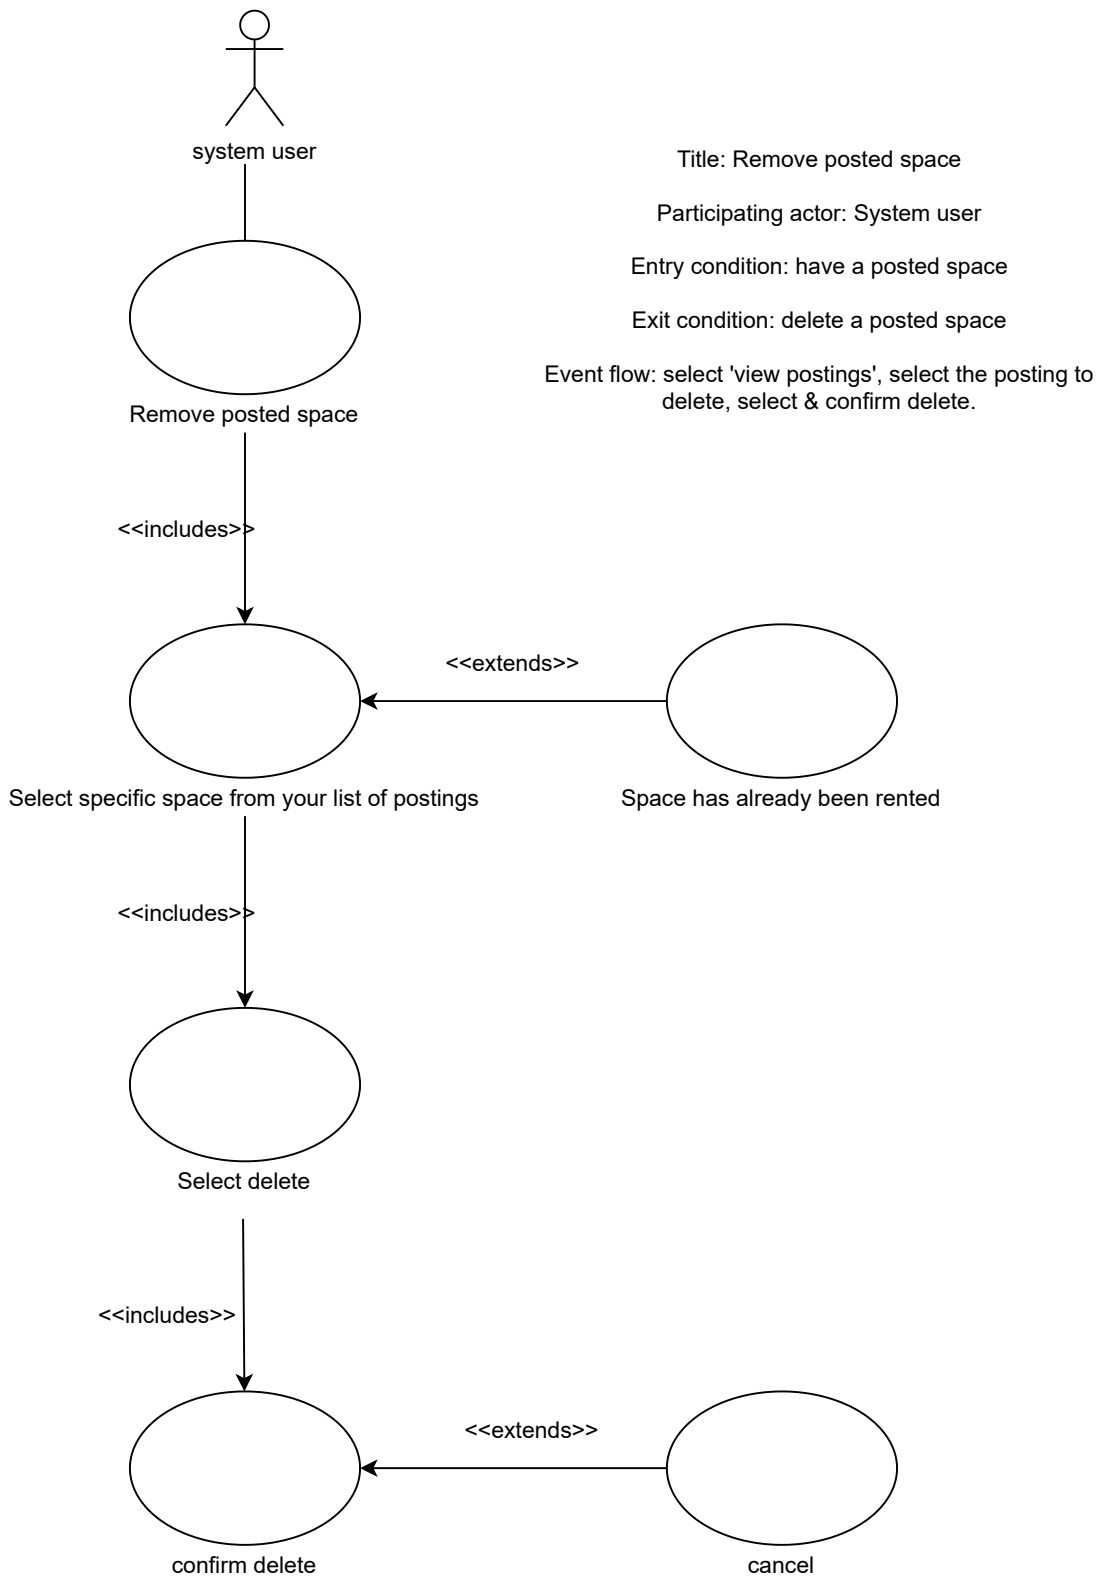 system user
Title: Remove posted space
Participating actor: System user
Entry condition: have a posted space
Exit condition: delete a posted space
Event flow: select 'view postings', select the posting to
delete, select & confirm delete.
Remove posted space
<<includes>>
<<extends>>
Select specific space from your list of postings
Space has already been rented
<<includes>>
Select delete
<<includes>>
<<extends>>
confirm delete
cancel